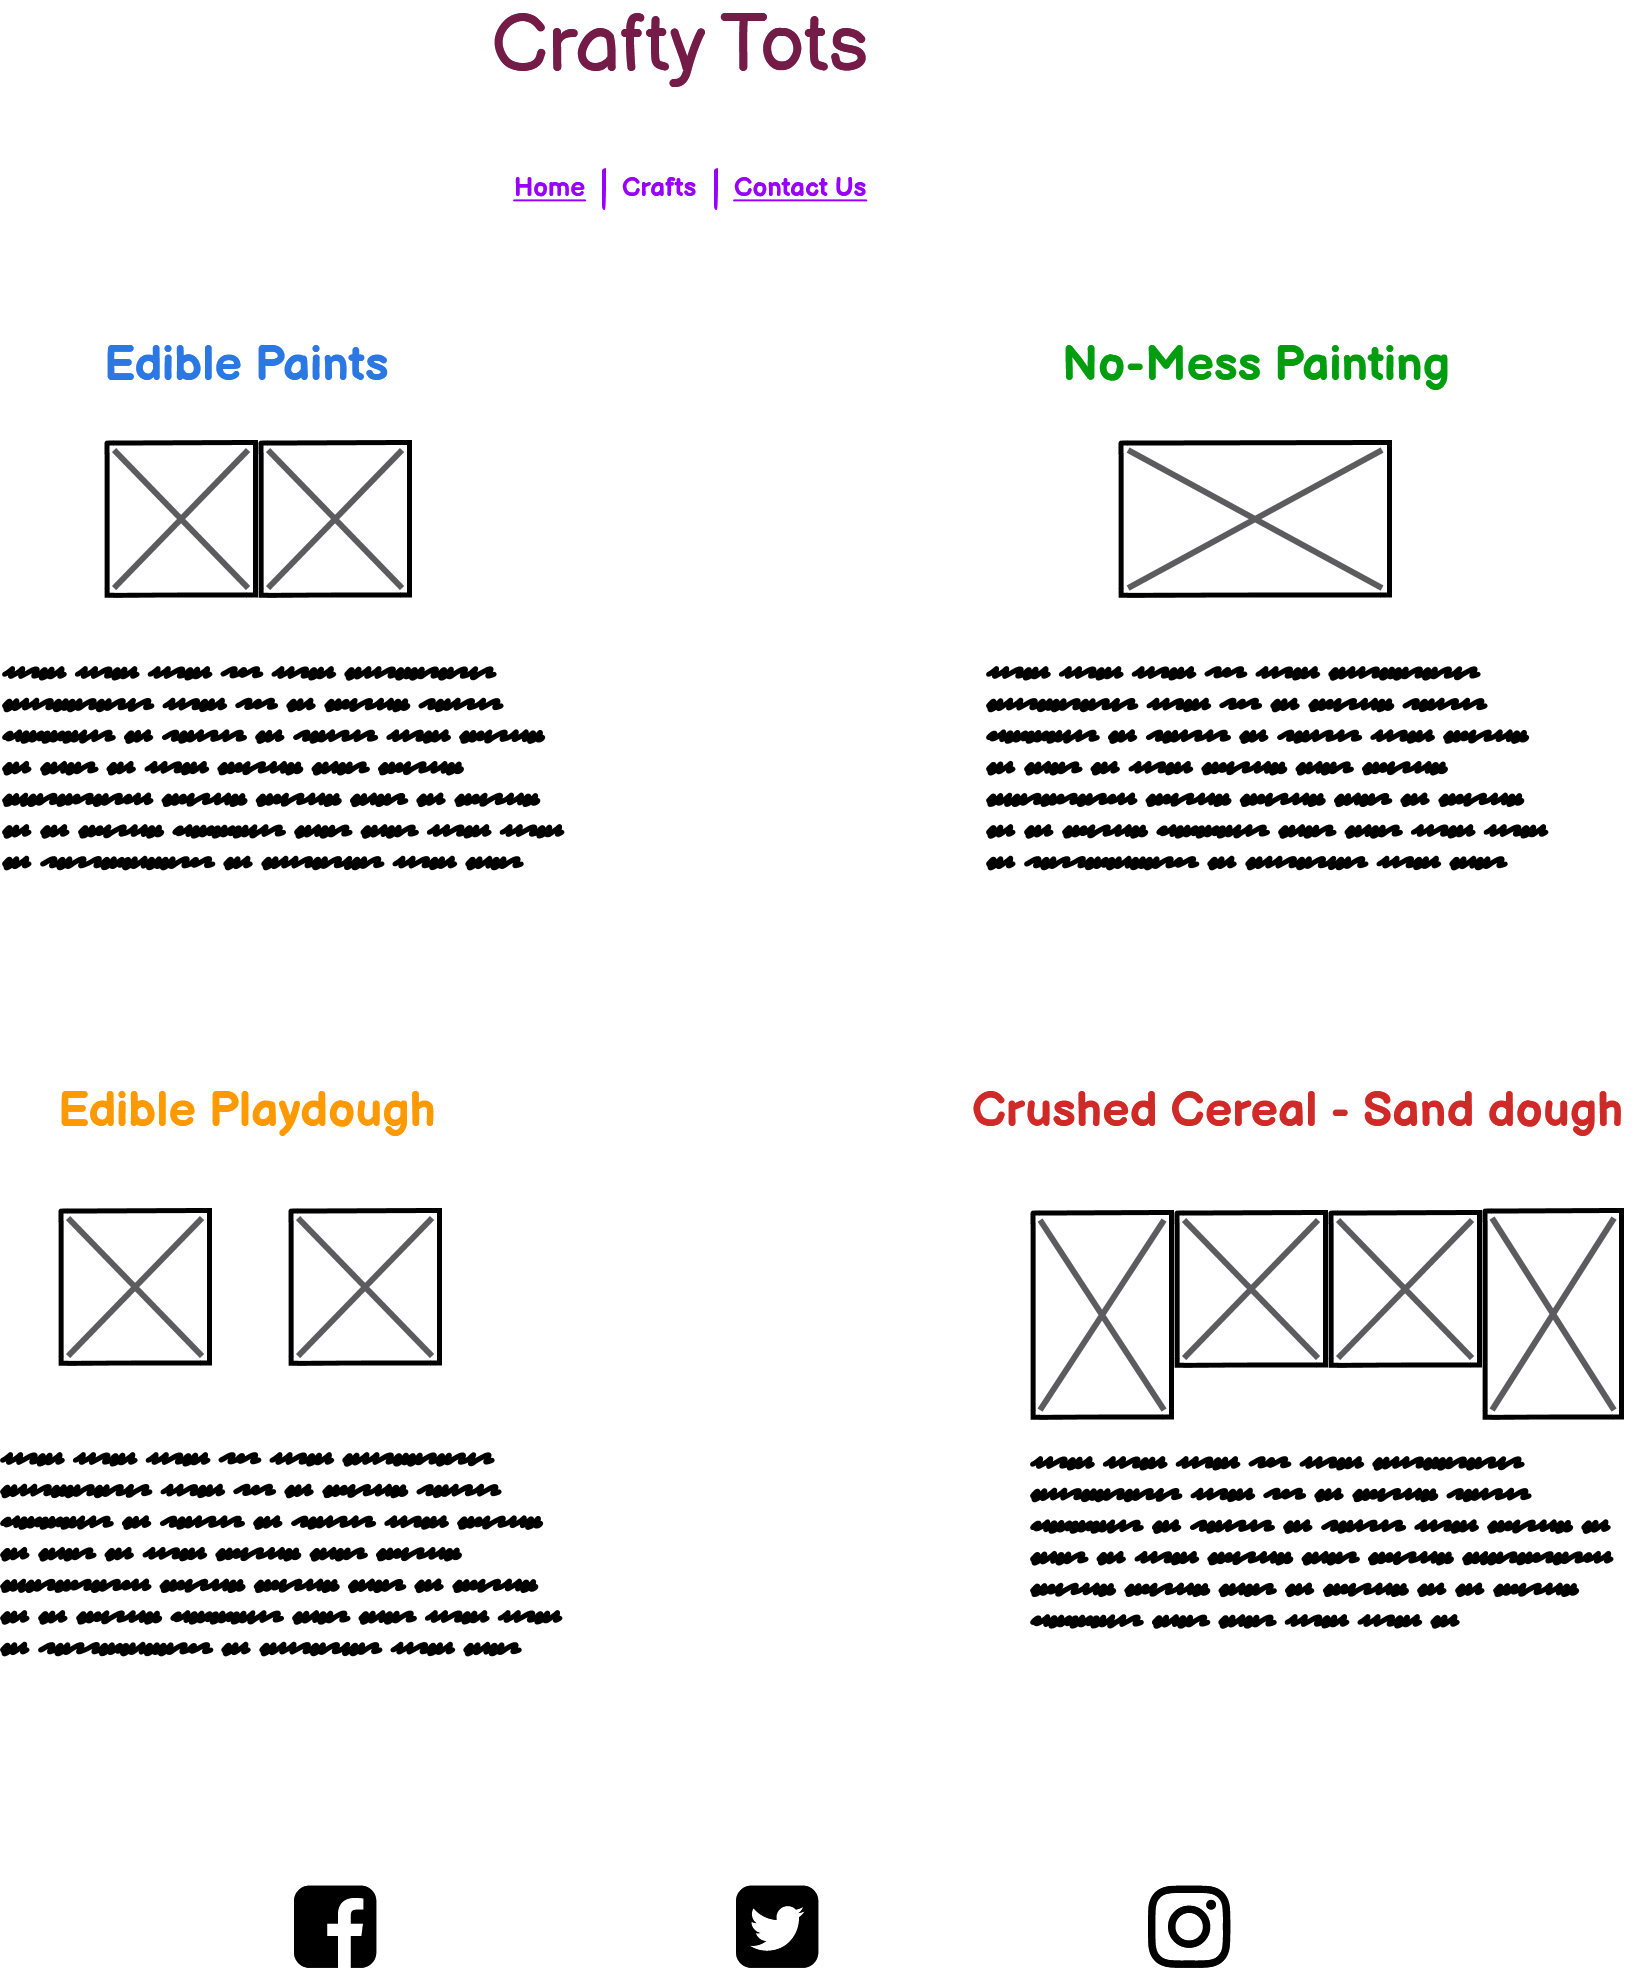 Crafty Tots
Home | Crafts | Contact Us
Edible Paints
No-Mess Painting
Edible Playdough
Crushed Cereal - Sand dough